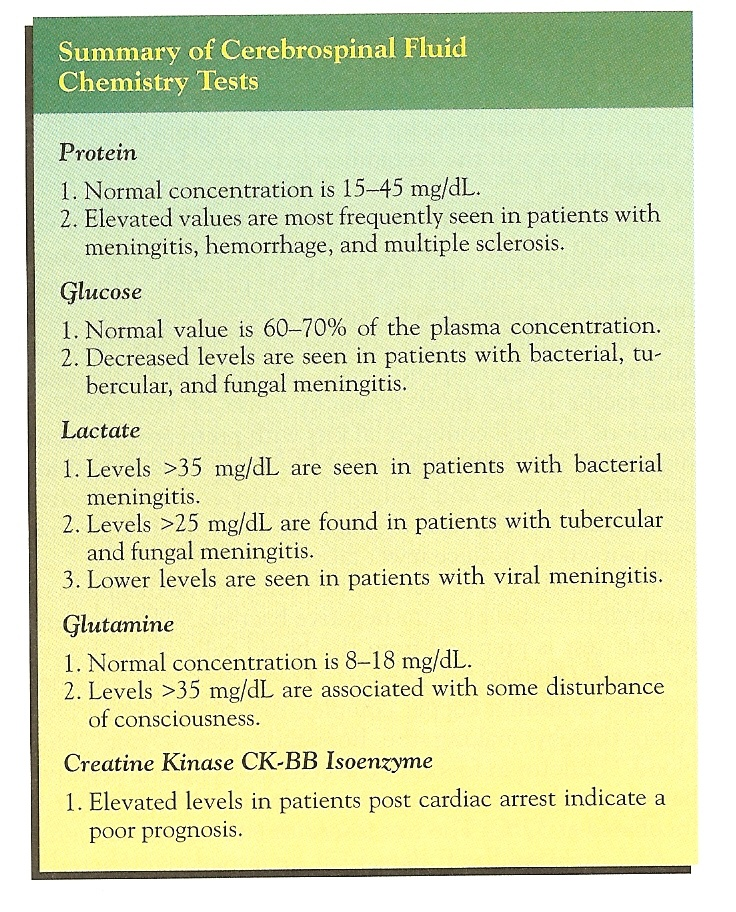 Summary of Cerebrospinal Fluid
Chemistry Tests
Protein
1. Normal concentration is 15–45 mg/dL.
2. Elevated values are most frequently seen in patients with
meningitis, hemorrhage, and multiple sclerosis.
Glucose
1. Normal value is 60–70% of the plasma concentration.
2. Decreased levels are seen in patients with bacterial, tu-
bercular, and fungal meningitis.
Lactate
1. Levels >35 mg/dL are seen in patients with bacterial
meningitis.
2. Levels >25 mg/dL are found in patients with tubercular
and fungal meningitis.
3. Lower levels are seen in patients with viral meningitis.
Glutamine
1. Normal concentration is 8–18 mg/dL.
2. Levels >35 mg/dL are associated with some disturbance
of consciousness.
Creatine Kinase CK-BB Isoenzyme
1. Elevated levels in patients post cardiac arrest indicate a
poor prognosis.